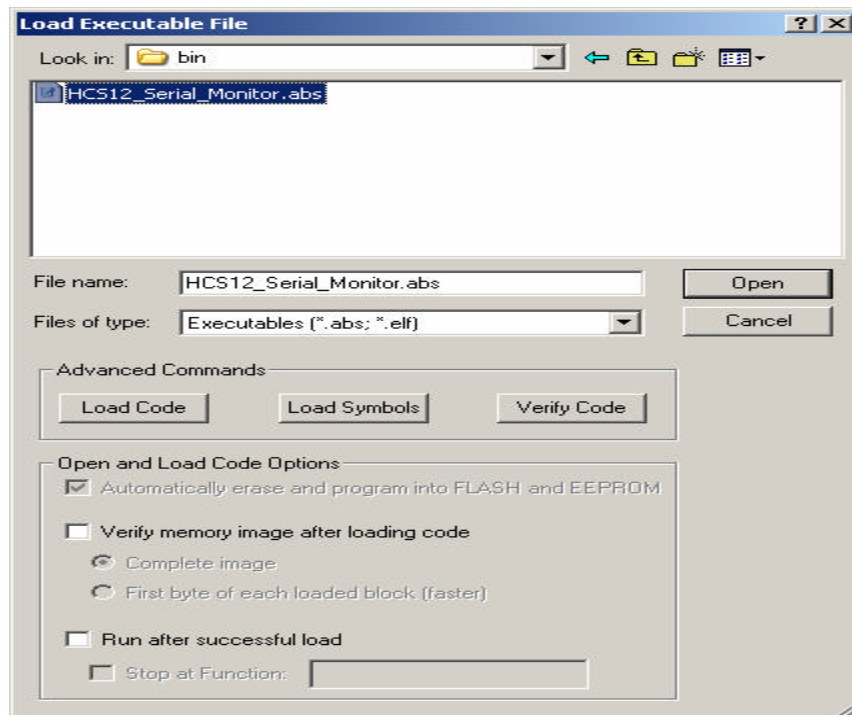 Load Executable File
Look in: bin
HCS12_Serial_Monitor.abs
File name: HCS12_Serial_Monitor.abs Open
Files of type: Executables (*.abs; *.elf) Cancel
Advanced Commands
Load Code Load Symbols Verify Code
Open and Load Code Options
Automatically erase and program into FLASH and EEPROM
Verify memory image after loading code
Complete image
First byte of each loaded block (faster)
Run after successful load
Stop at Function: